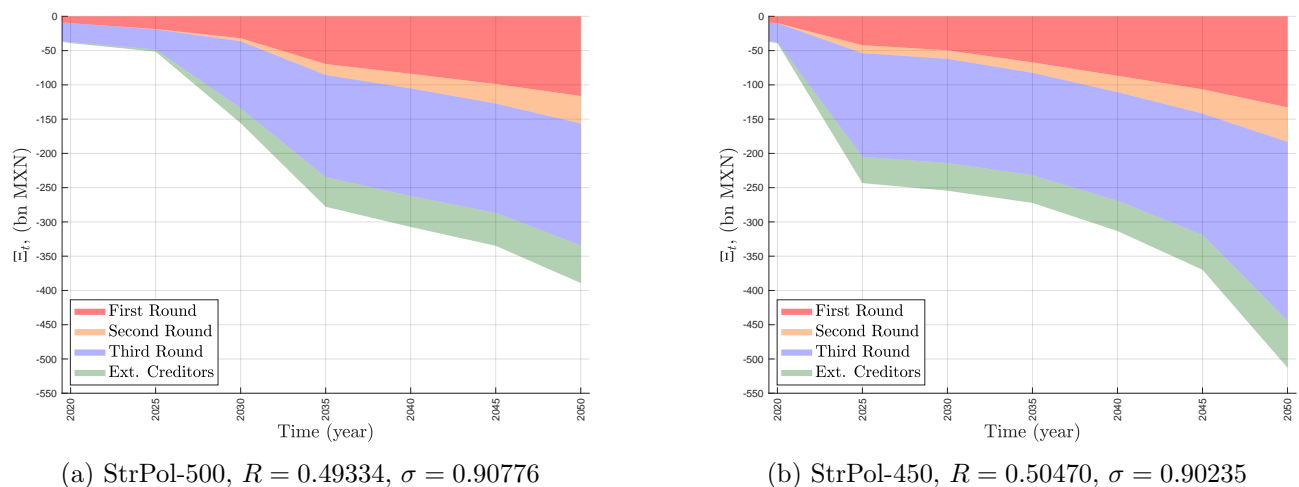 0
-50
-100
-150
-200
-250
-300
-350
-400
-450
-500
-550
Ξt, (bn MXN)
First Round
Second Round
Third Round
Ext. Creditors
2020
2025
2030
2035
2040
2045
2050
Time (year)
(a) StrPol-500, R = 0.49334, σ = 0.90776
0
-50
-100
-150
-200
-250
-300
-350
-400
-450
-500
-550
Ξt, (bn MXN)
First Round
Second Round
Third Round
Ext. Creditors
2020
2025
2030
2035
2040
2045
2050
Time (year)
(b) StrPol-450, R = 0.50470, σ = 0.90235